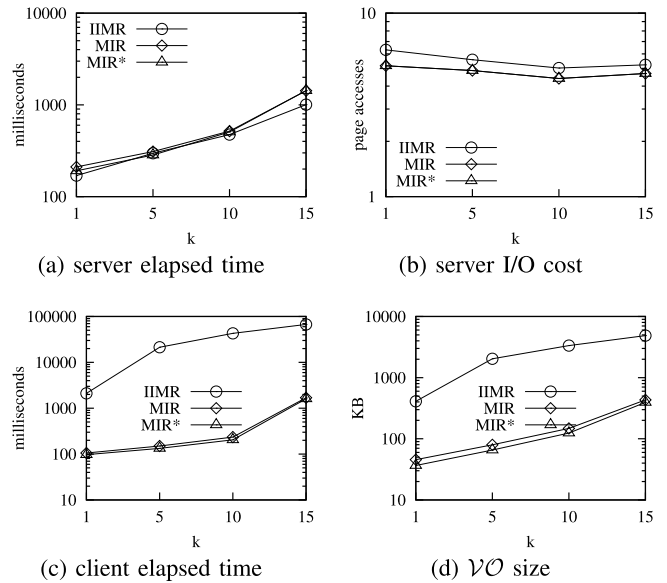 10000
1000
100
milliseconds
IIMR
MIR
MIR*
1 5 10 15
k
(a) server elapsed time
10
1
page accesses
IIMR
MIR
MIR*
1 5 10 15
k
(b) server I/O cost
100000
10000
1000
100
10
milliseconds
IIMR
MIR
MIR*
1 5 10 15
k
(c) client elapsed time
10000
1000
100
10
KB
IIMR
MIR
MIR*
1 5 10 15
k
(d) 𝒱𝒪 size